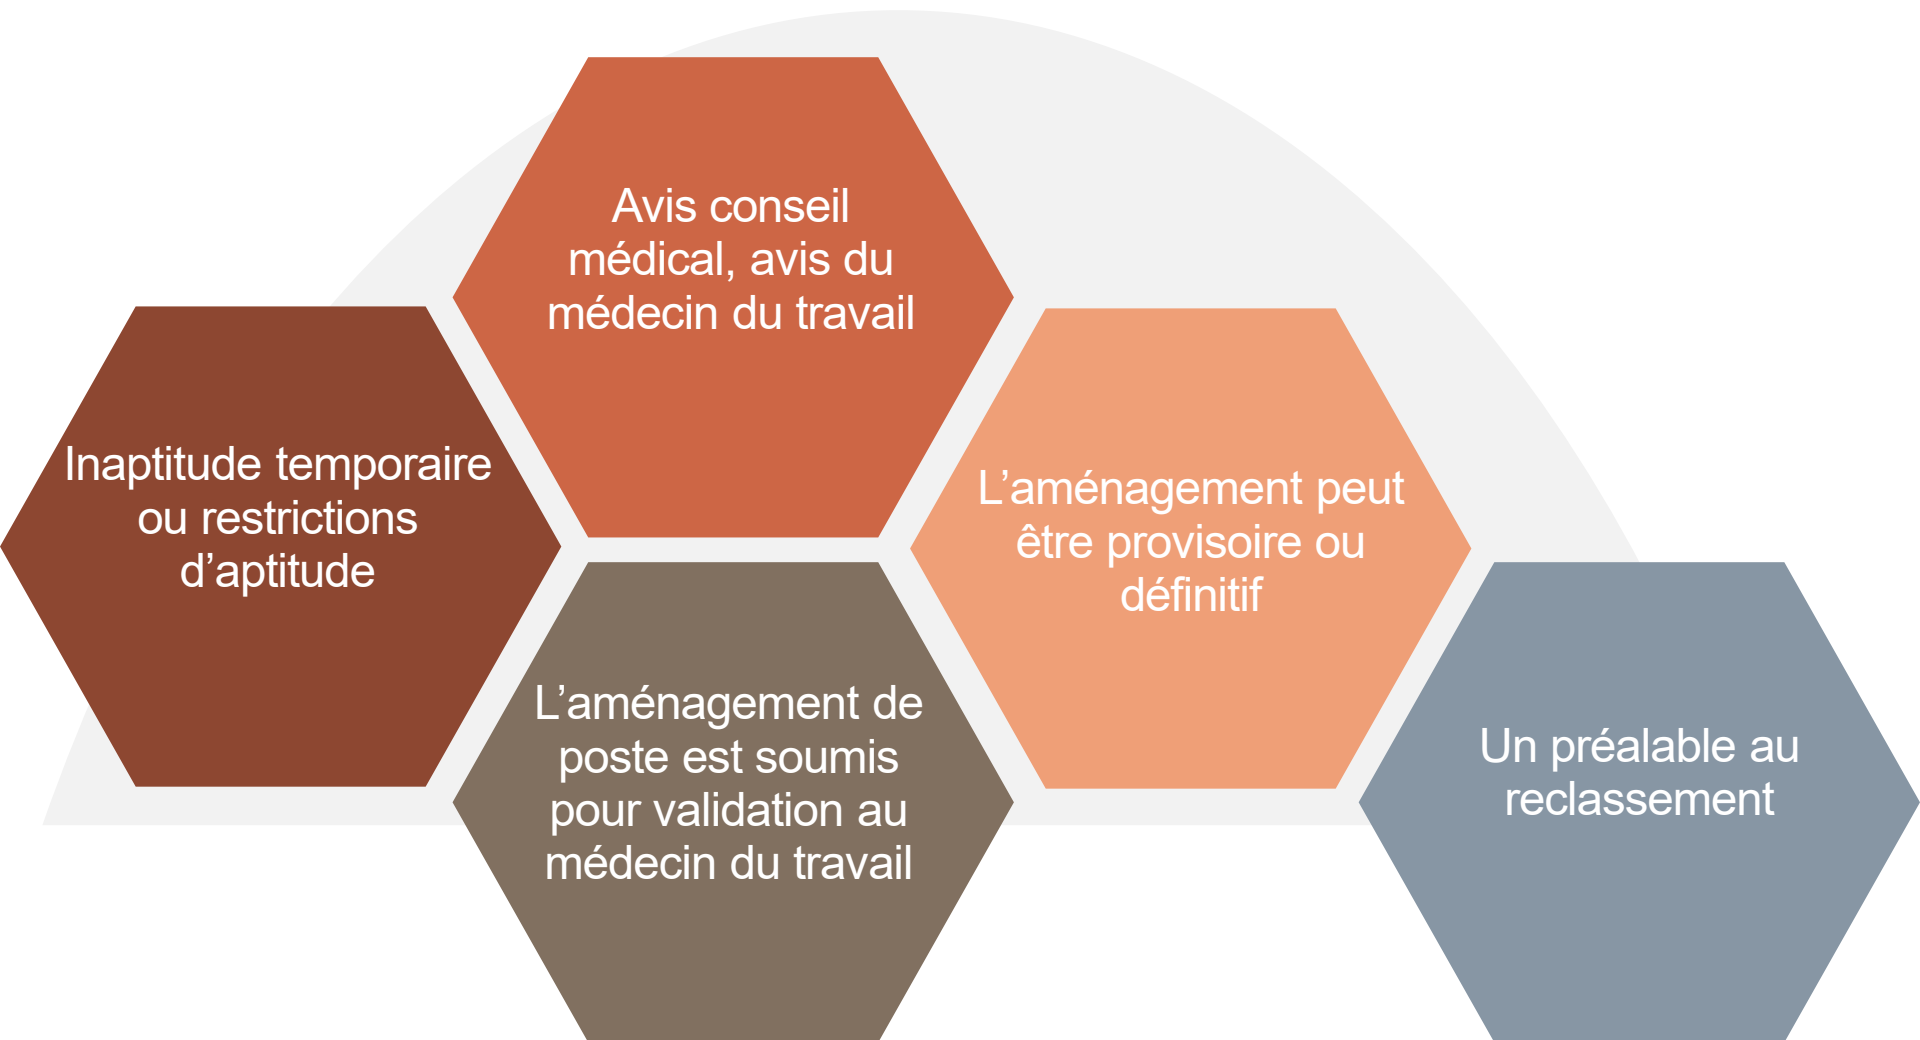 Avis conseil
médical, avis du
médecin du travail
Inaptitude temporaire
ou restrictions
d’aptitude
L’aménagement peut
être provisoire ou
définitif
L’aménagement de
poste est soumis
pour validation au
médecin du travail
Un préalable au
reclassement